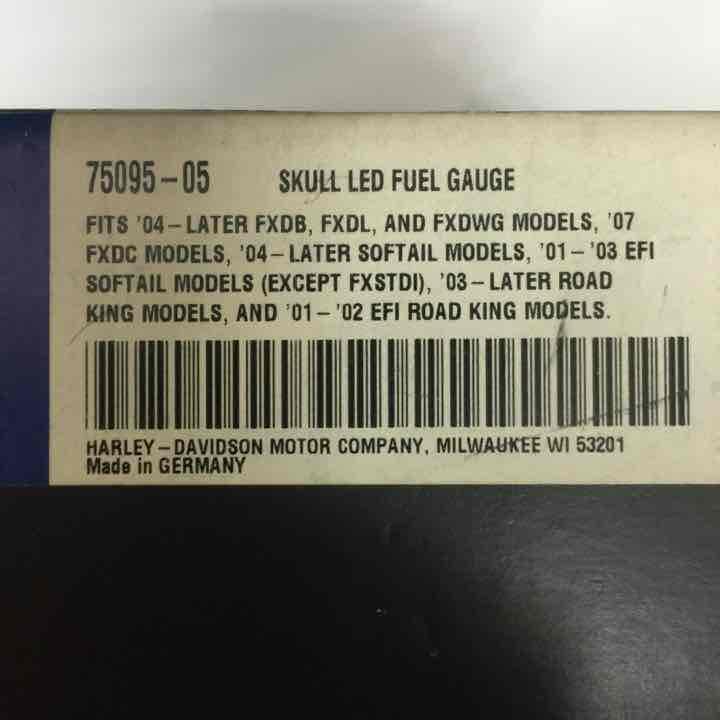 75095-05 SKULL LED FUEL GAUGE
FITS '04-LATER FXDB, FXDL, AND FXDWG MODELS, '07
FXDC MODELS, '04-LATER SOFTAIL MODELS, '01-'03 EFI
SOFTAIL MODELS (EXCEPT FXSTDI), '03-LATER ROAD
KING MODELS, AND '01-'02 EFI ROAD KING MODELS.
HARLEY-DAVIDSON MOTOR COMPANY, MILWAUKEE WI 53201
Made in GERMANY